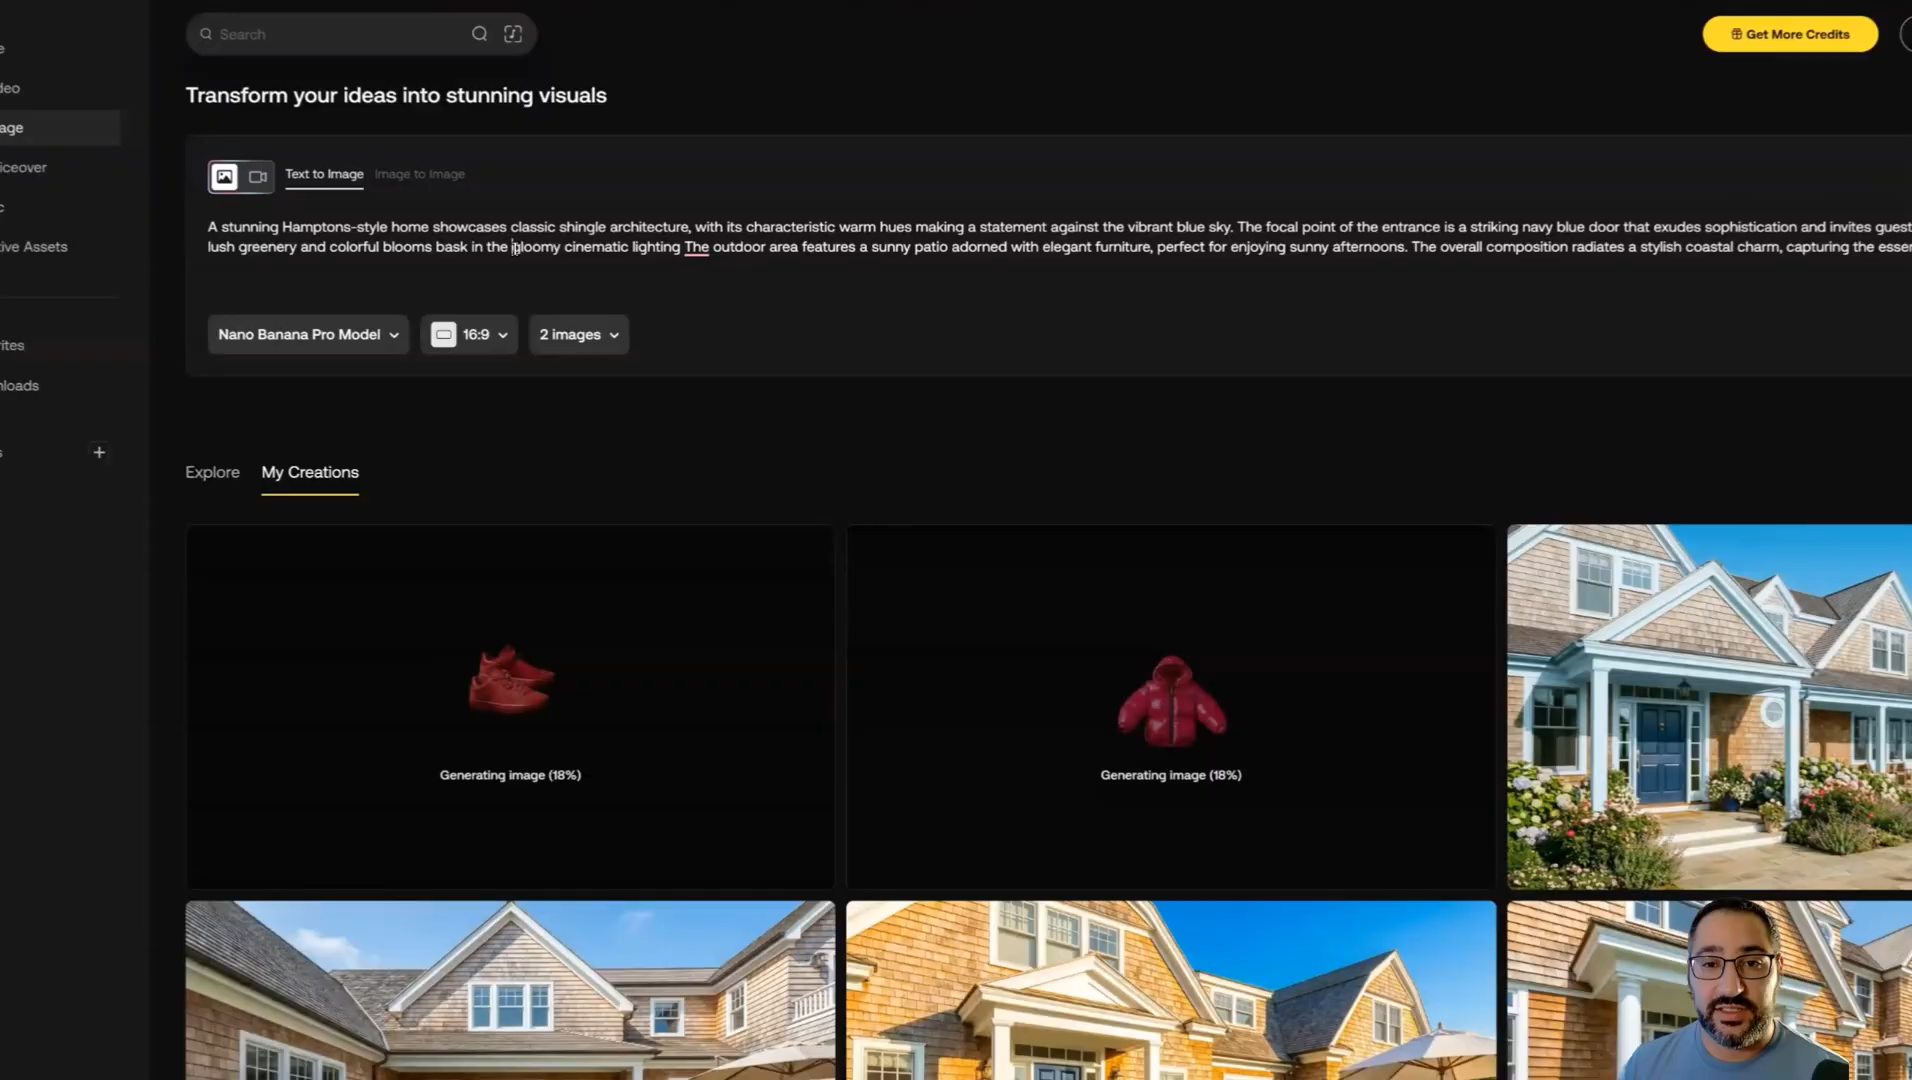 Search
Get More Credits
Transform your ideas into stunning visuals
Text to Image
Image to Image
A stunning Hamptons-style home showcases classic shingle architecture, with its characteristic warm hues making a statement against the vibrant blue sky. The focal point of the entrance is a striking navy blue door that exudes sophistication and invites guest
lush greenery and colorful blooms bask in the gloomy cinematic lighting The outdoor area features a sunny patio adorned with elegant furniture, perfect for enjoying sunny afternoons. The overall composition radiates a stylish coastal charm, capturing the esse
Nano Banana Pro Model
16:9
2 images
e
deo
age
iceover
c
tive Assets
rites
nloads
s
Explore
My Creations
Generating image (18%)
Generating image (18%)